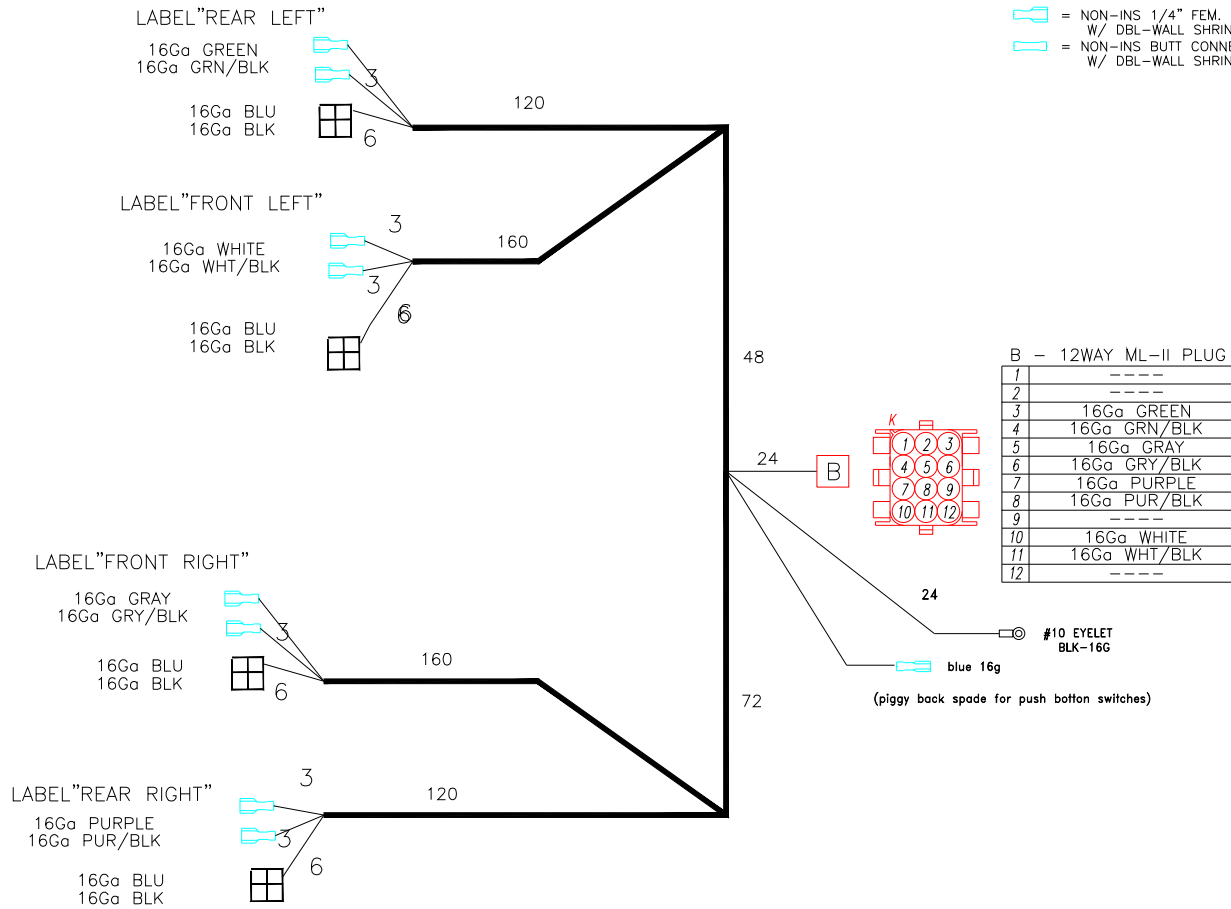 LABEL"REAR LEFT"
16Ga GREEN
16Ga GRN/BLK
3
16Ga BLU
16Ga BLK
6
120
= NON-INS 1/4" FEM.
W/ DBL-WALL SHRIN
= NON-INS BUTT CONNE
W/ DBL-WALL SHRIN
LABEL"FRONT LEFT"
3
16Ga WHITE
16Ga WHT/BLK
3
160
6
16Ga BLU
16Ga BLK
48
24
B
K
1 2 3
4 5 6
7 8 9
10 11 12
B - 12WAY ML-II PLUG
1 ----
2 ----
3 16Ga GREEN
4 16Ga GRN/BLK
5 16Ga GRAY
6 16Ga GRY/BLK
7 16Ga PURPLE
8 16Ga PUR/BLK
9 ----
10 16Ga WHITE
11 16Ga WHT/BLK
12 ----
24
#10 EYELET
BLK-16G
blue 16g
(piggy back spade for push botton switches)
LABEL"FRONT RIGHT"
16Ga GRAY
16Ga GRY/BLK
3
16Ga BLU
16Ga BLK
6
160
72
LABEL"REAR RIGHT"
3
16Ga PURPLE
16Ga PUR/BLK
3
120
6
16Ga BLU
16Ga BLK